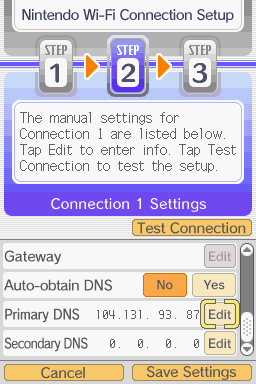 Nintendo Wi-Fi Connection Setup
STEP 1 STEP 2 STEP 3
The manual settings for
Connection 1 are listed below.
Tap Edit to enter info. Tap Test
Connection to test the setup.
Connection 1 Settings
Test Connection
Gateway Edit
Auto-obtain DNS No Yes
Primary DNS 104.131. 93. 87 Edit
Secondary DNS 0. 0. 0. 0 Edit
Cancel Save Settings